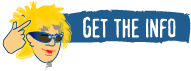 GET THE INFO